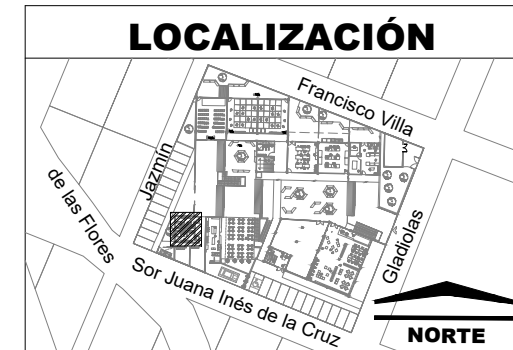 LOCALIZACIÓN
Francisco Villa
Jazmín
de las Flores
Gladiolas
Sor Juana Inés de la Cruz
NORTE